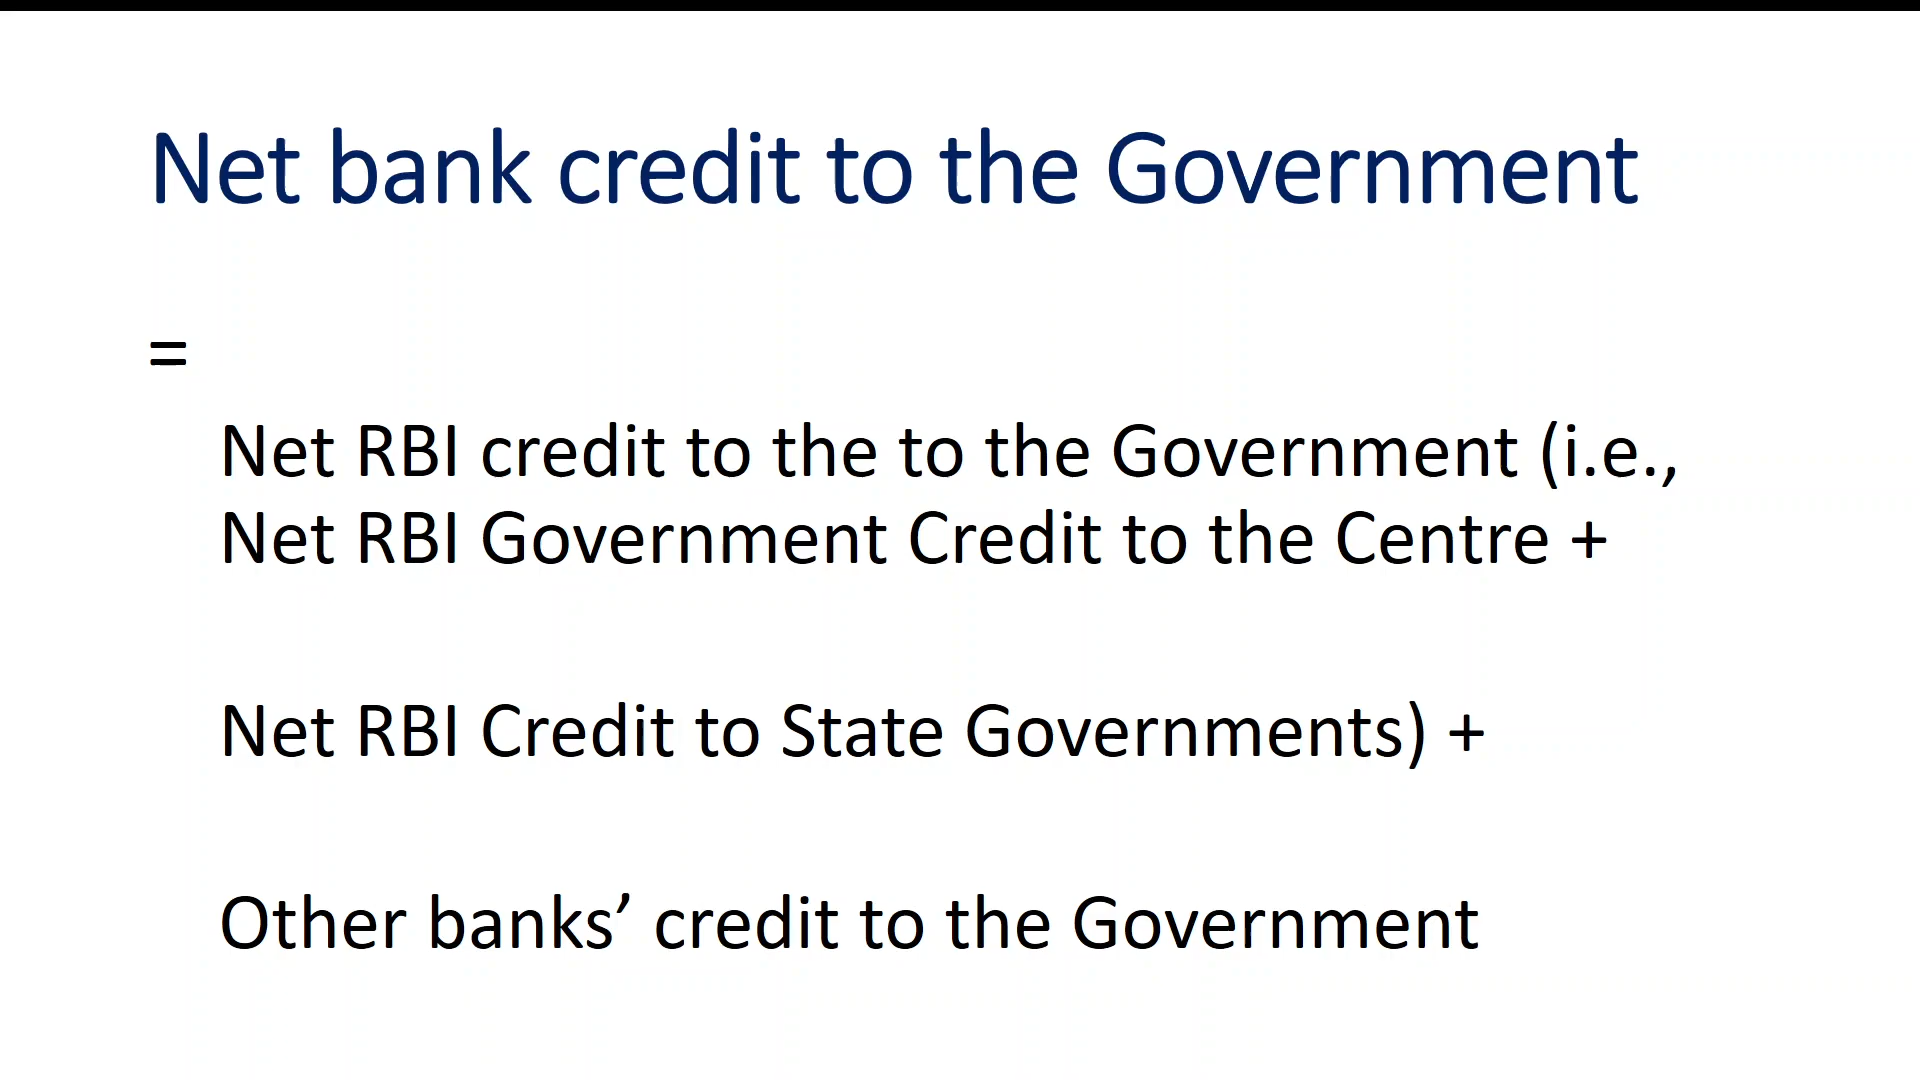 Net bank credit to the Government
=
Net RBI credit to the to the Government (i.e.,
Net RBI Government Credit to the Centre +
Net RBI Credit to State Governments) +
Other banks’ credit to the Government